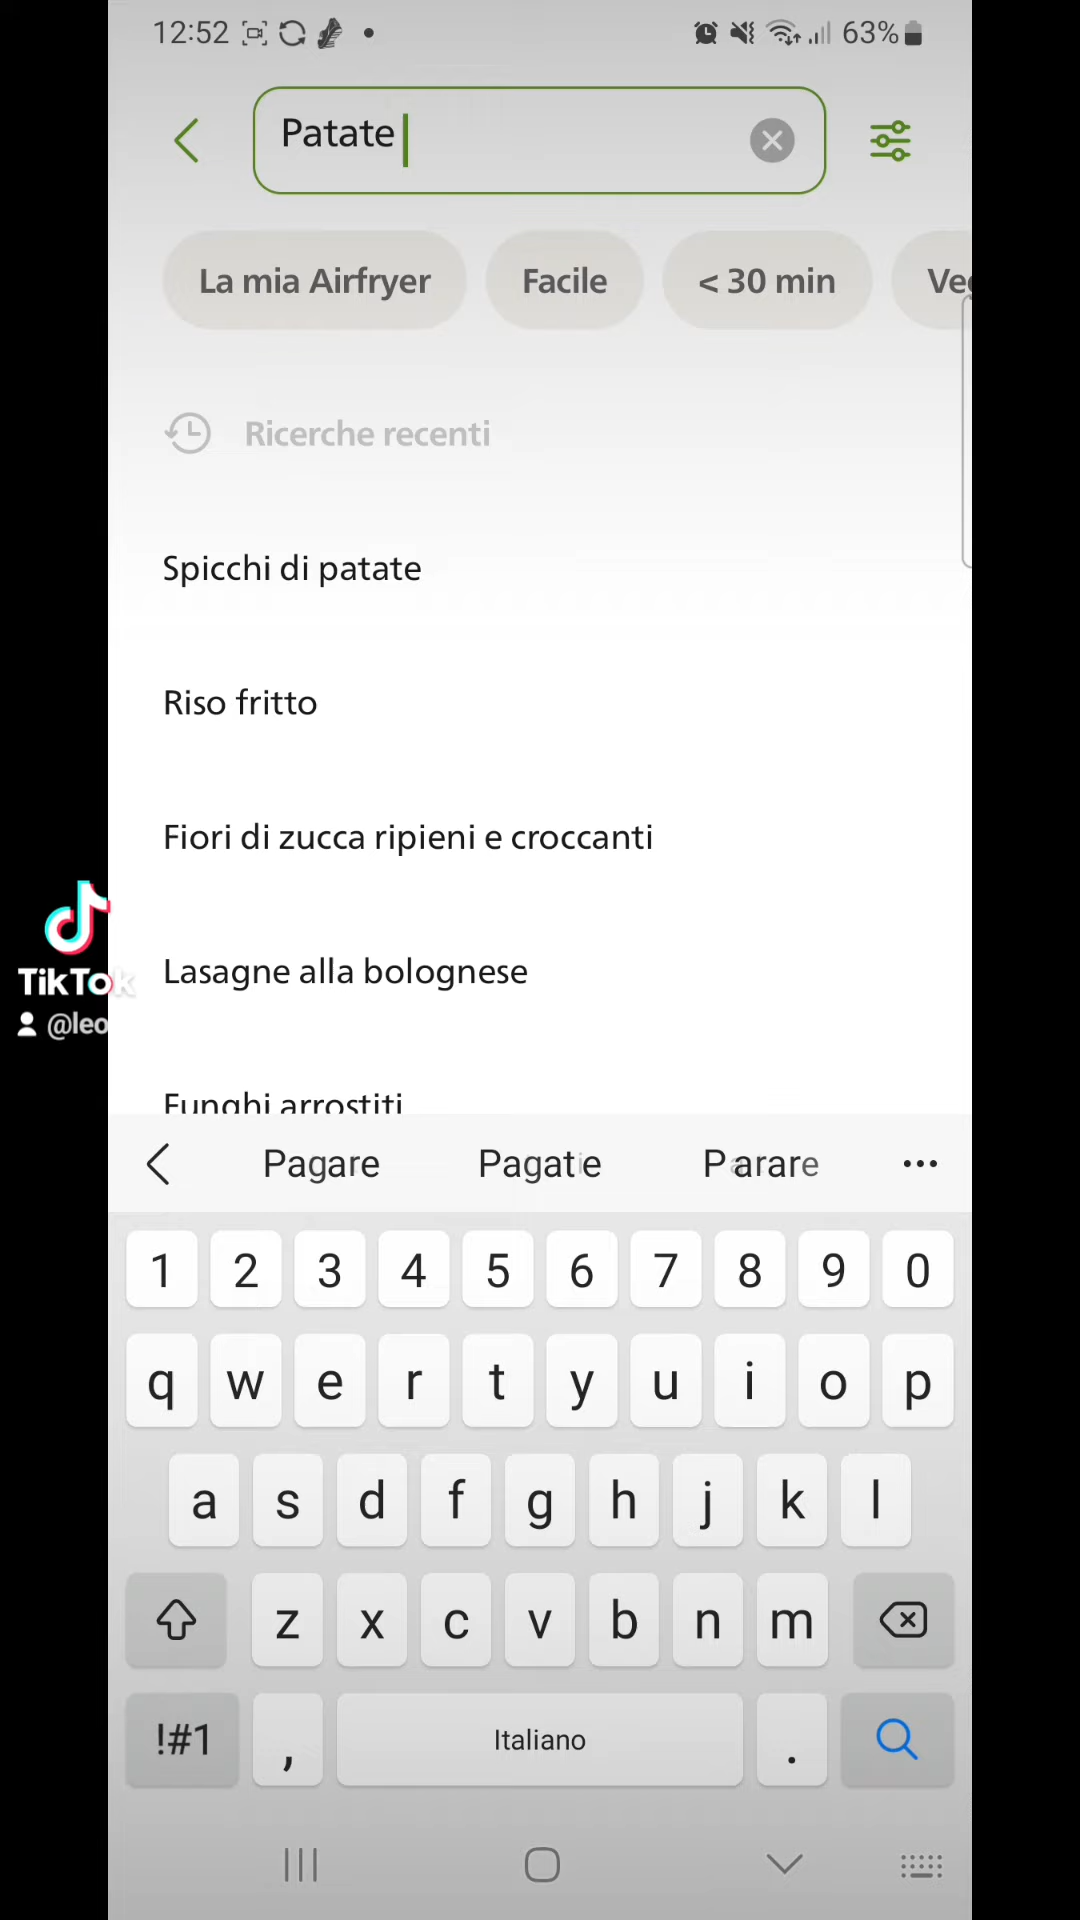 12:52
63%
Patate
La mia Airfryer
Facile
< 30 min
Ricerche recenti
Spicchi di patate
Riso fritto
Fiori di zucca ripieni e croccanti
Lasagne alla bolognese
Funghi arrostiti
TikTok
@leo
Pagare
Parare
1 2 3 4 5 6 7 8 9 0
q w e r t y u i o p
a s d f g h j k l
z x c v b n m
!#1 , Italiano .